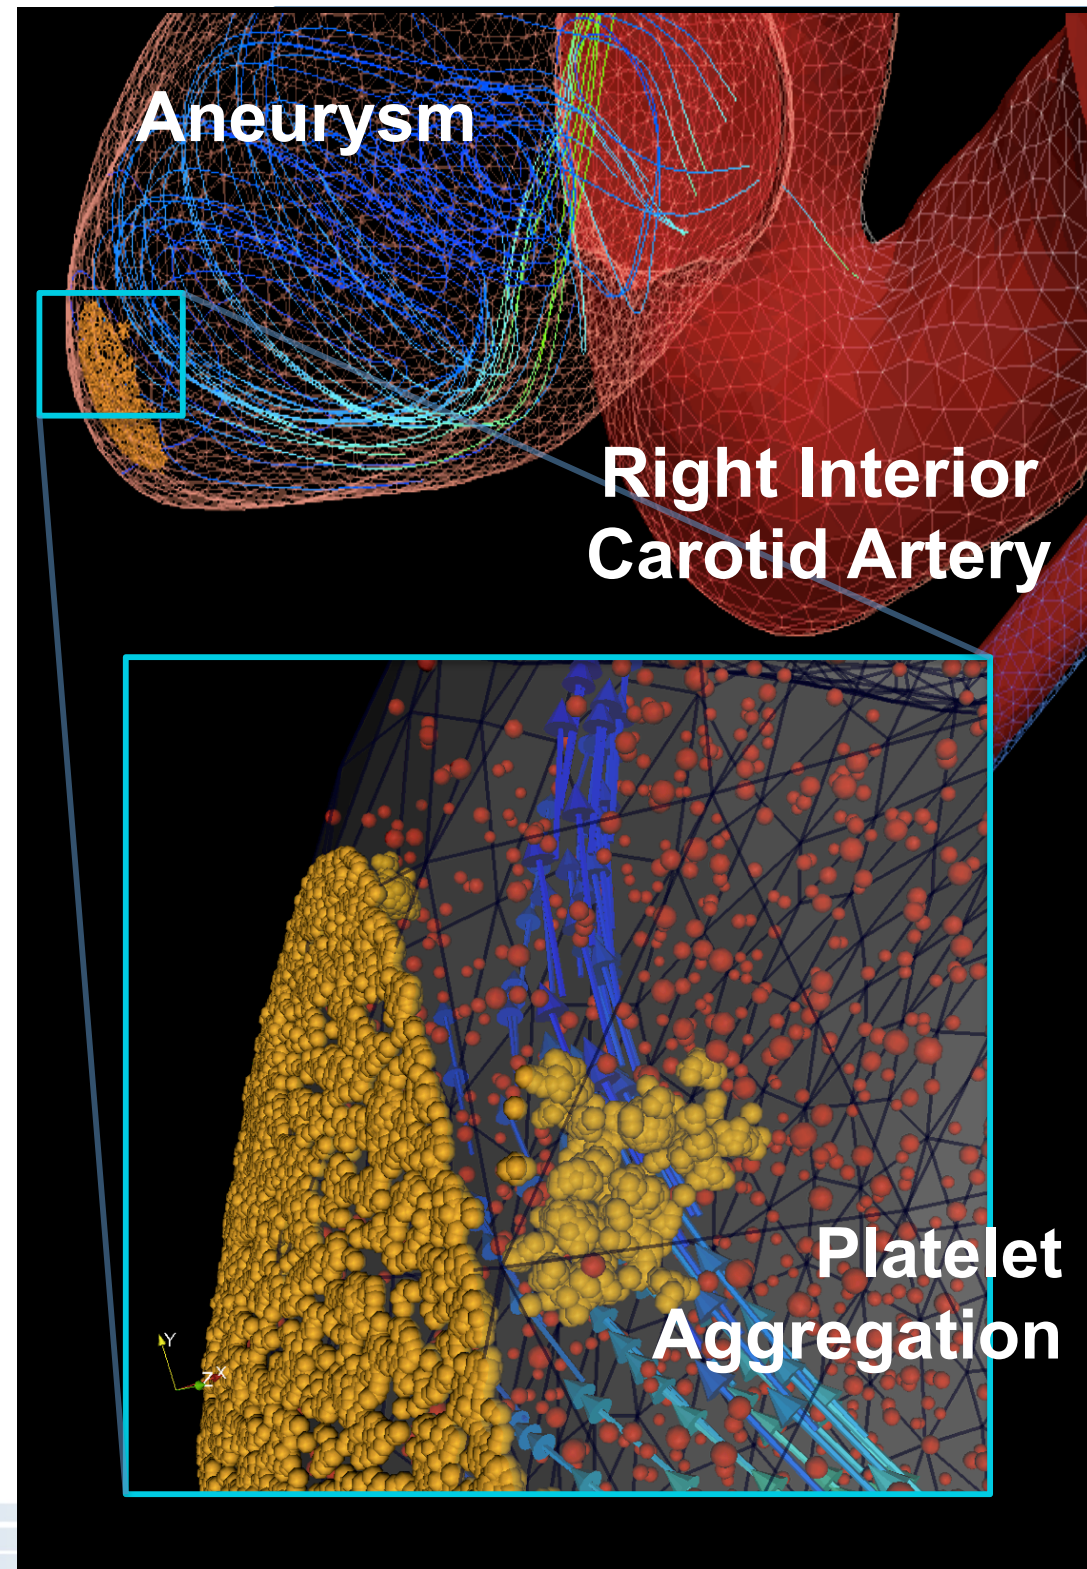 Aneurysm
Right Interior
Carotid Artery
Platelet
Aggregation
Y
Z X